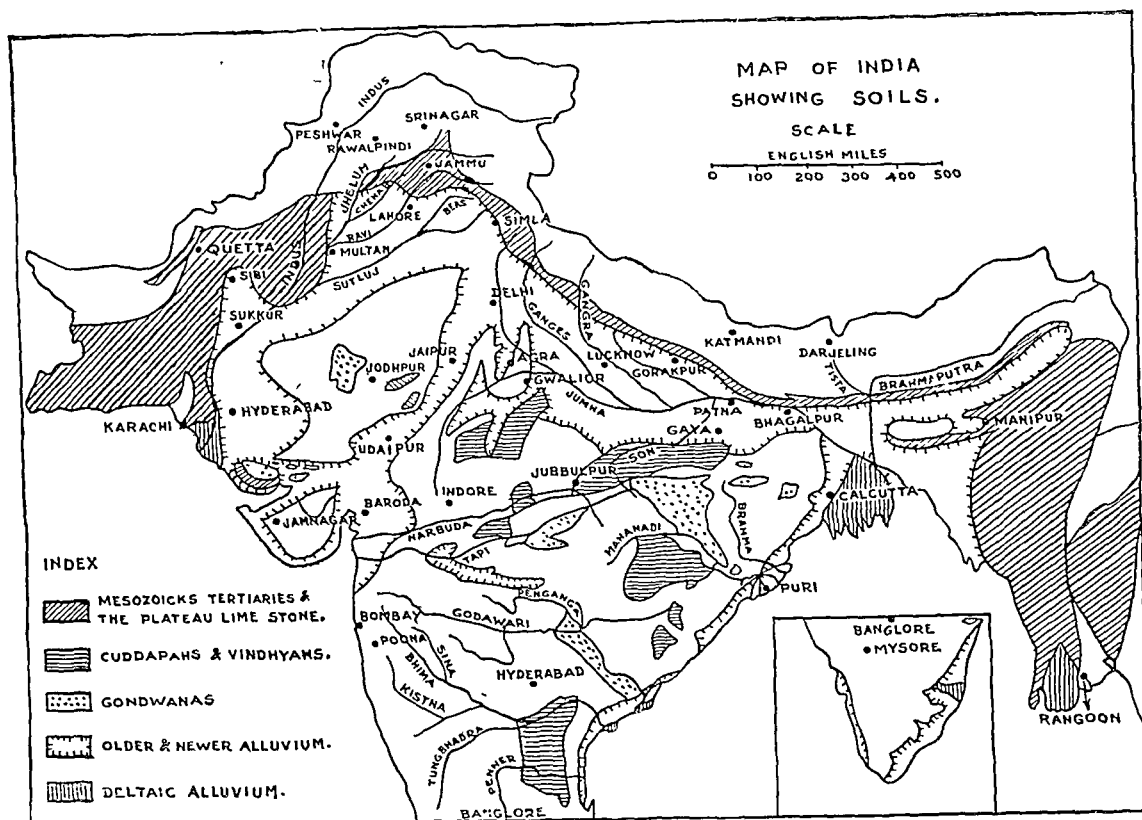 MAP OF INDIA
SHOWING SOILS.
SCALE
ENGLISH MILES
0 100 200 300 400 500
INDUS
SRINAGAR
PESHWAR
RAWALPINDI
JAMMU
JHELUM
CHENAB
LAHORE
BEAS
RAVI
SIMLA
MULTAN
QUETTA
INDUS
SIBI
SUTLUJ
SUKKUR
DELHI
GANGES
GANGRA
KATMANDI
DARJELING
TISTA
BRAHMAPUTRA
JAIPUR
AGRA
LUCKNOW
GORAKPUR
JODHPUR
GWALIOR
JUMNA
HYDERABAD
KARACHI
PATNA
BHAGALPUR
MANIPUR
UDAIPUR
GAYA
SON
JUBBULPUR
INDORE
CALCUTTA
BARODA
JAMNAGAR
NARBUDA
BRAHMA
MAHANADI
TAPI
PURI
PENGANGA
BOMBAY
GODAWARI
POONA
SINA
BHIMA
HYDERABAD
KISTNA
TUNGBHADRA
PENNER
BANGLORE
BANGLORE
MYSORE
RANGOON
INDEX
MESOZOICKS TERTIARIES &
THE PLATEAU LIME STONE.
CUDDAPAHS & VINDHYAHS.
GONDWANAS
OLDER & NEWER ALLUVIUM.
DELTAIC ALLUVIUM.